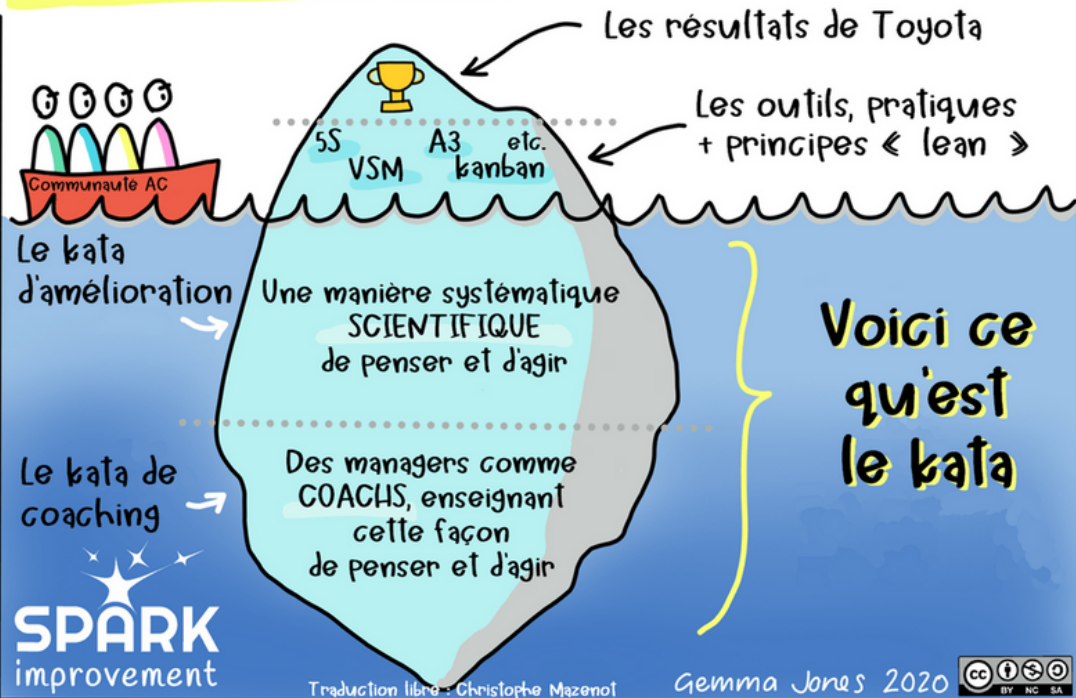 Les résultats de Toyota
Les outils, pratiques
+ principes « lean »
5S
A3
etc.
VSM
kanban
Communauté AC
Le kata
d'amélioration
Une manière systématique
SCIENTIFIQUE
de penser et d'agir
Voici ce
qu'est
le kata
Le kata de
coaching
Des managers comme
COACHS, enseignant
cette façon
de penser et d'agir
SPARK
improvement
Traduction libre : Christophe Mazenot
Gemma Jones 2020
cc
BY NC SA